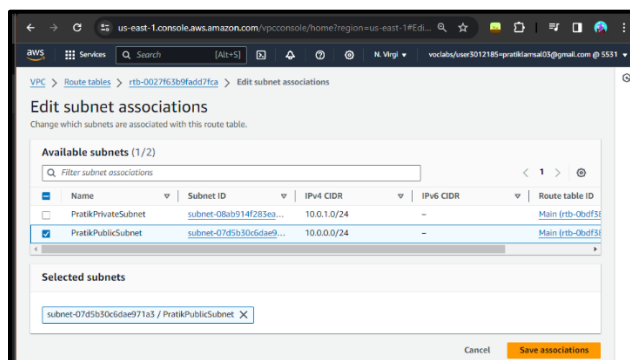 us-east-1.console.aws.amazon.com/vpcconsole/home?region=us-east-1#Edi...
aws Services Search [Alt+S] N. Virgi voclabs/user3012185=pratiklamsal03@gmail.com @ 5531
VPC > Route tables > rtb-0027f63b9fadd7fca > Edit subnet associations
Edit subnet associations
Change which subnets are associated with this route table.
Available subnets (1/2)
Filter subnet associations
1
Name Subnet ID IPv4 CIDR IPv6 CIDR Route table ID
PratikPrivateSubnet subnet-08ab914f283ea... 10.0.1.0/24 – Main (rtb-0bdf38
PratikPublicSubnet subnet-07d5b30c6dae9... 10.0.0.0/24 – Main (rtb-0bdf38
Selected subnets
subnet-07d5b30c6dae971a3 / PratikPublicSubnet X
Cancel Save associations